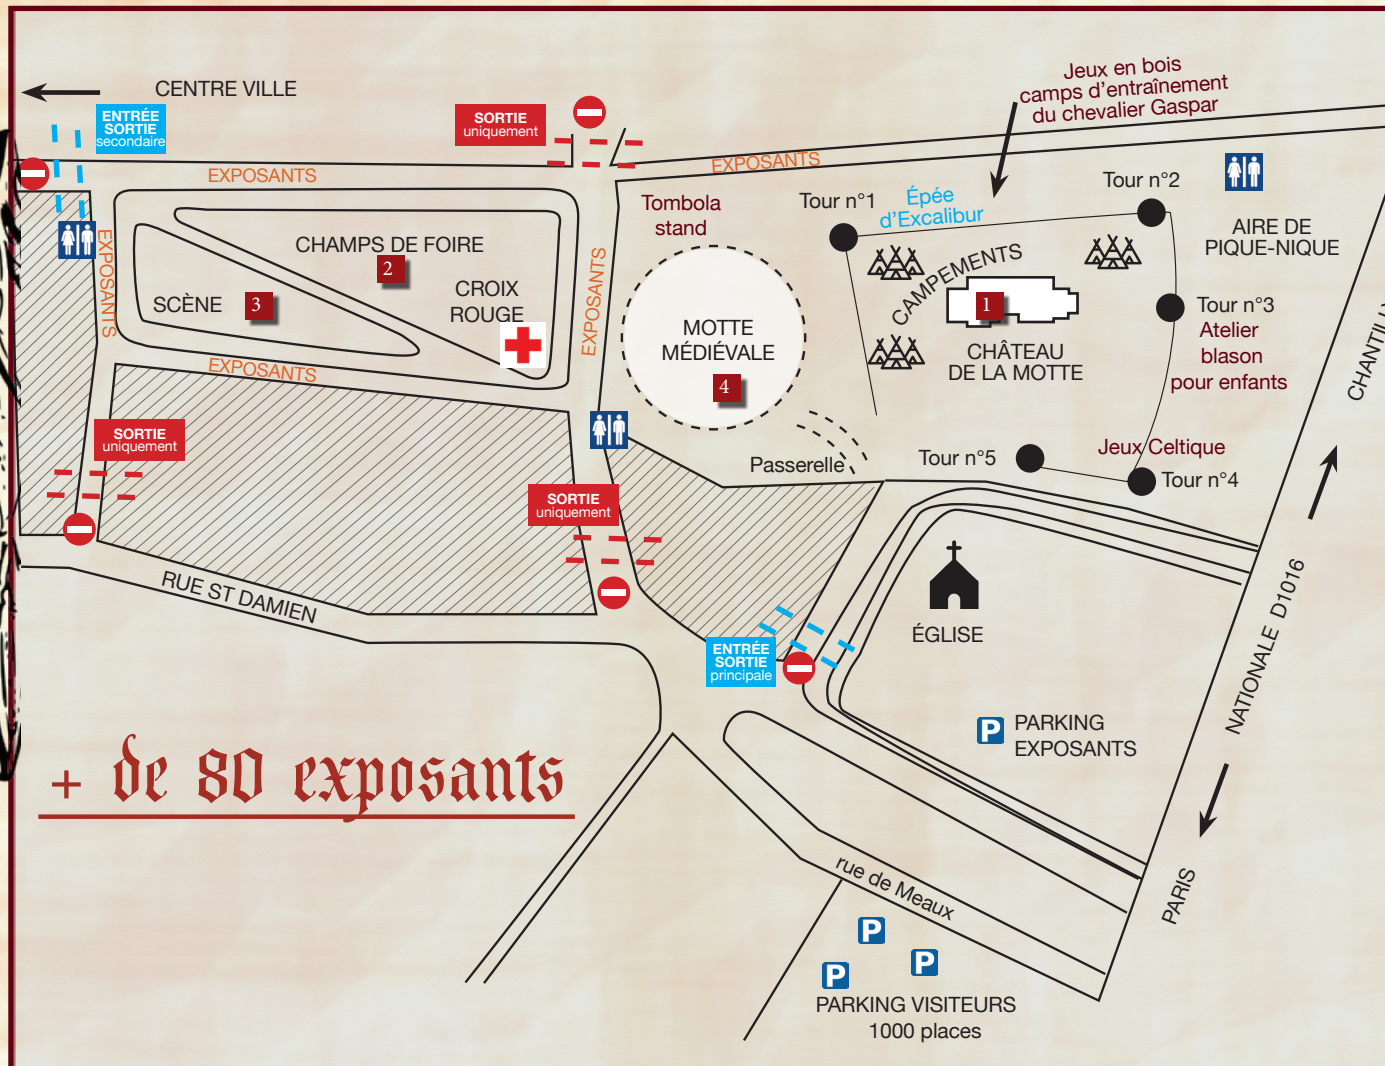 CENTRE VILLE
ENTRÉE
SORTIE
secondaire
SORTIE
uniquement
Jeux en bois
camps d'entraînement
du chevalier Gaspar
EXPOSANTS
EXPOSANTS
Tombola
stand
Tour n°1
Épée
d'Excalibur
Tour n°2
AIRE DE
PIQUE-NIQUE
EXPOSANTS
CHAMPS DE FOIRE
2
SCÈNE
3
CROIX
ROUGE
EXPOSANTS
EXPOSANTS
MOTTE
MÉDIÉVALE
4
CAMPEMENTS
1
CHÂTEAU
DE LA MOTTE
Tour n°3
Atelier
blason
pour enfants
CHANTILLY
SORTIE
uniquement
Passerelle
Tour n°5
Jeux Celtique
Tour n°4
SORTIE
uniquement
RUE ST DAMIEN
ÉGLISE
NATIONALE D1016
ENTRÉE
SORTIE
principale
P
PARKING
EXPOSANTS
+ de 80 exposants
rue de Meaux
PARIS
P
P
P
PARKING VISITEURS
1000 places